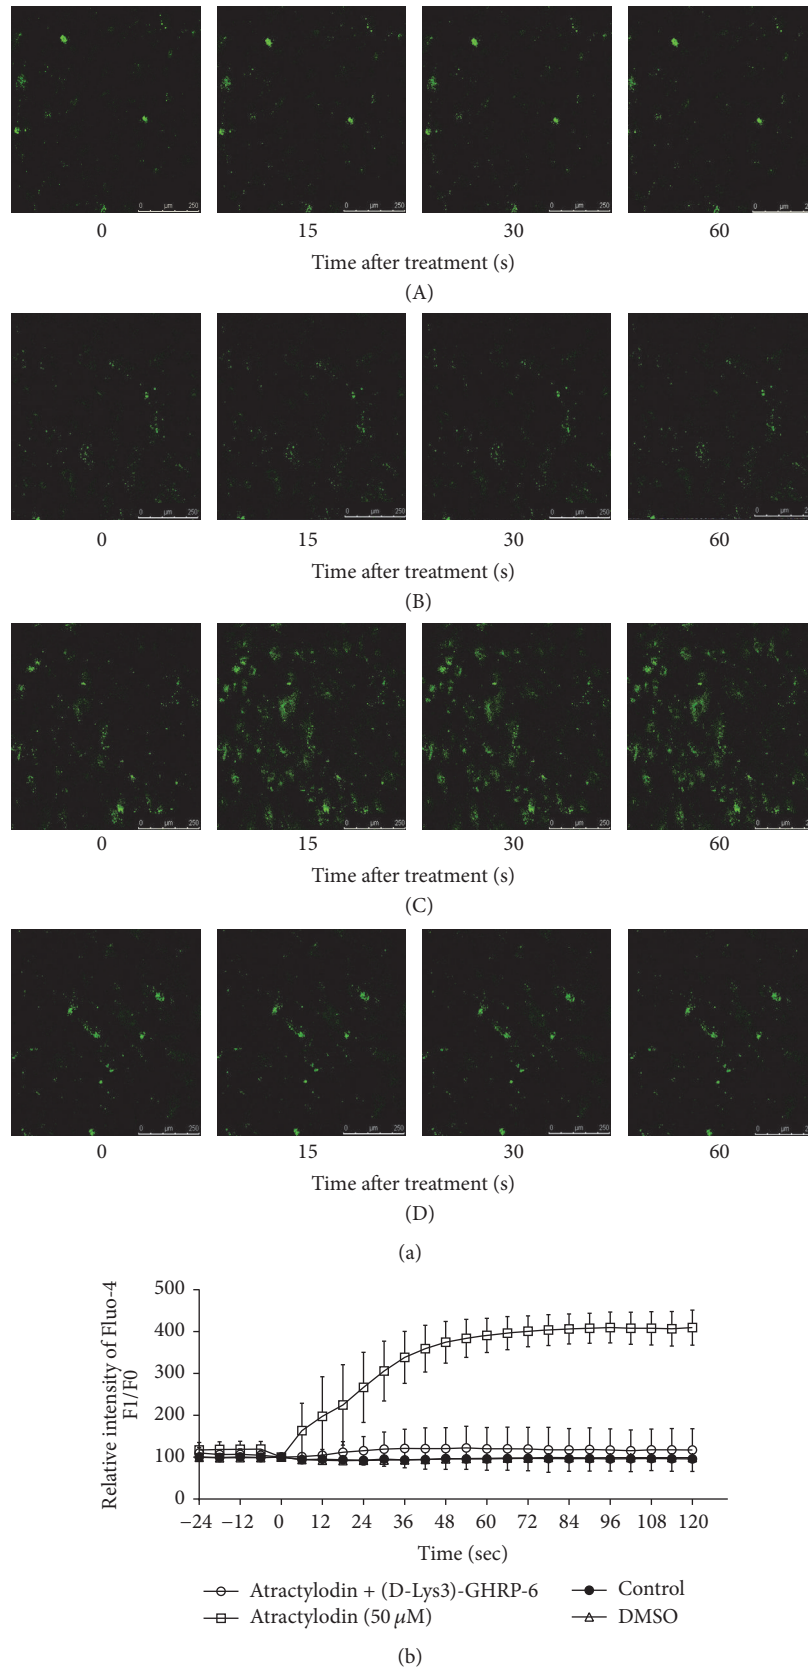 0 μm 250
0 μm 250
0 μm 250
0 μm 2
0 15 30 60
Time after treatment (s)
(A)
0 μm 250
0 μm 250
0 μm 250
0 μm 2
0 15 30 60
Time after treatment (s)
(B)
0 μm 250
0 μm 250
0 μm 250
0 μm 2
0 15 30 60
Time after treatment (s)
(C)
0 μm 250
0 μm 250
0 μm 250
0 μm 2
0 15 30 60
Time after treatment (s)
(D)
(a)
Relative intensity of Fluo-4
F1/F0
500
400
300
200
100
0
−24 −12 0 12 24 36 48 60 72 84 96 108 120
Time (sec)
Atractylodin + (D-Lys3)-GHRP-6 Control
Atractylodin (50 μM) DMSO
(b)